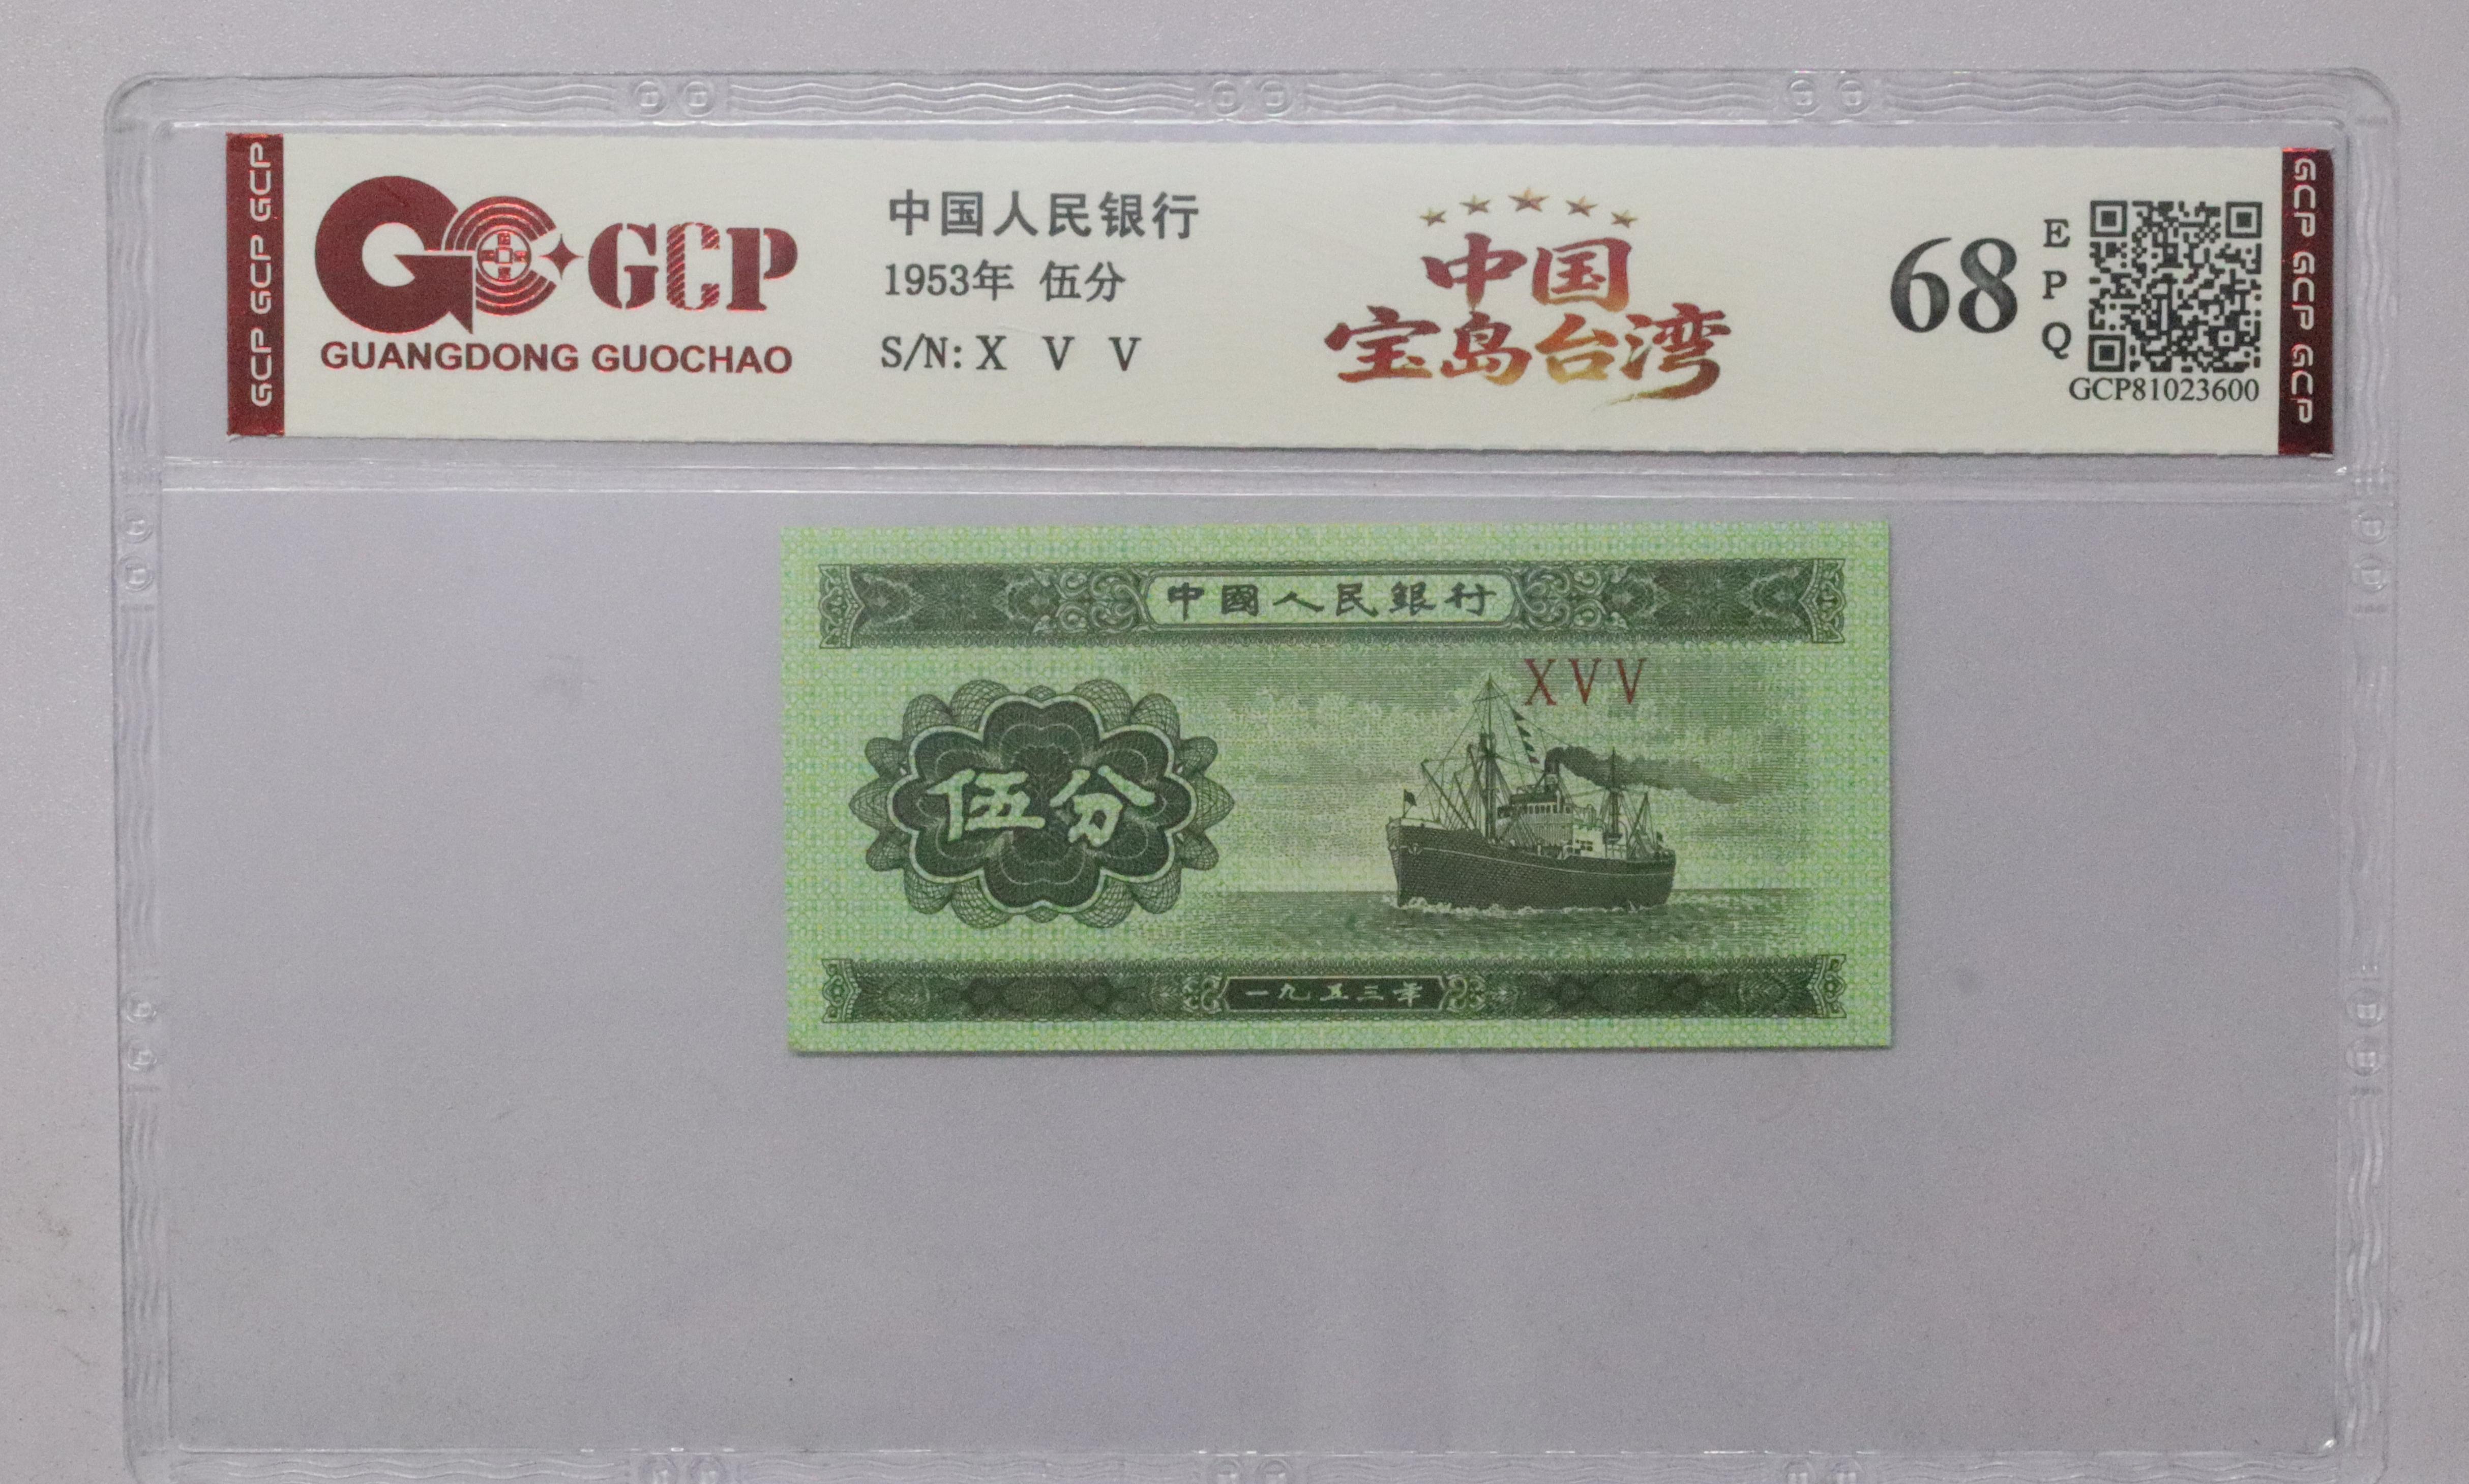 GCP GCP GCP
GCP
GUANGDONG GUOCHAO
中国人民银行
1953年 伍分
S/N: X V V
中国
宝岛台湾
68
EPQ
GCP81023600
GCP GCP GCP
中國人民銀行
XVV
伍分
一九五三年